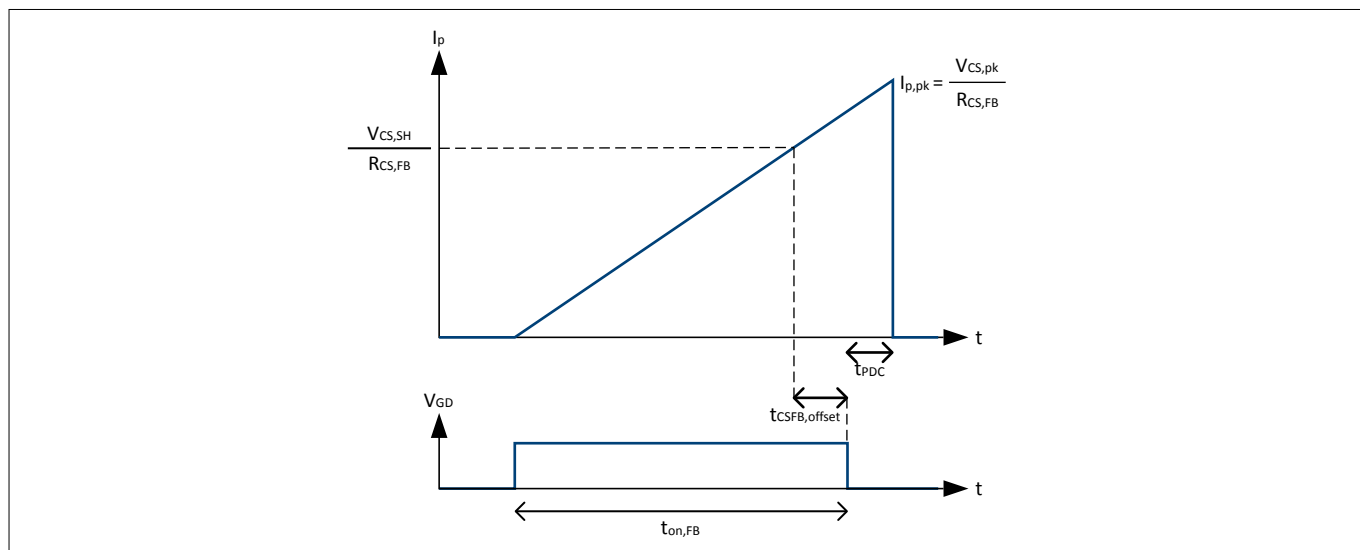 Ip
Ip,pk = VCS,pk
RCS,FB
VCS,SH
RCS,FB
t
tPDC
tCSFB,offset
VGD
t
ton,FB